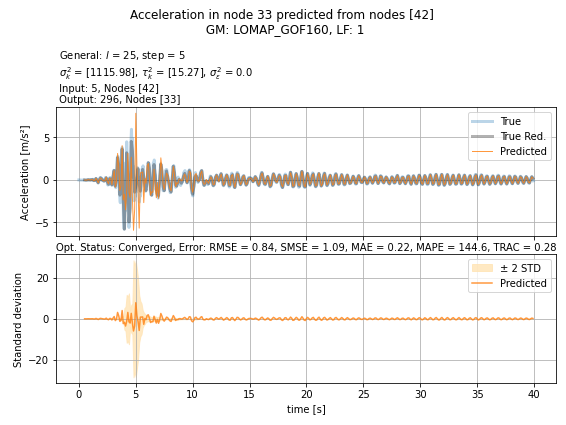 Acceleration in node 33 predicted from nodes [42]
GM: LOMAP_GOF160, LF: 1
General: l = 25, step = 5
σ²ₖ = [1115.98], τ²ₖ = [15.27], σ²ε = 0.0
Input: 5, Nodes [42]
Output: 296, Nodes [33]
Acceleration [m/s²]
5
0
−5
True
True Red.
Predicted
Opt. Status: Converged, Error: RMSE = 0.84, SMSE = 1.09, MAE = 0.22, MAPE = 144.6, TRAC = 0.28
Standard deviation
20
0
−20
± 2 STD
Predicted
0 5 10 15 20 25 30 35 40
time [s]